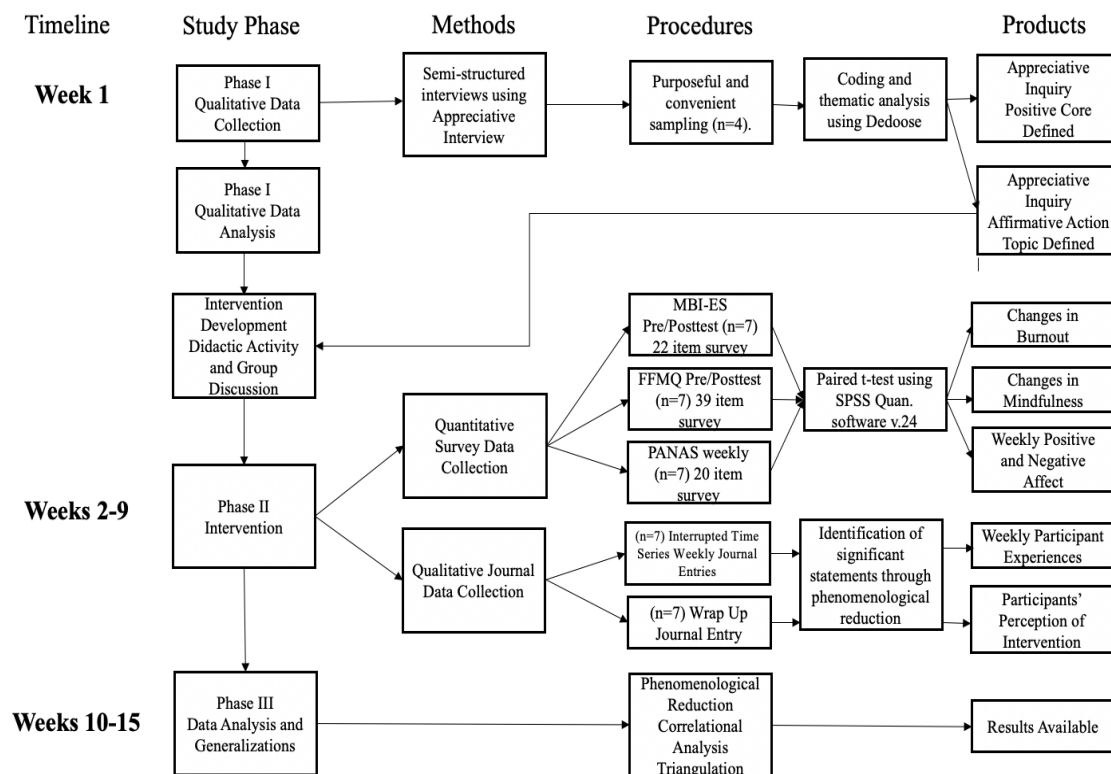 Timeline
Study Phase
Methods
Procedures
Products
Week 1
Phase I
Qualitative Data
Collection
Semi-structured
interviews using
Appreciative
Interview
Purposeful and
convenient
sampling (n=4).
Coding and
thematic analysis
using Dedoose
Appreciative
Inquiry
Positive Core
Defined
Phase I
Qualitative Data
Analysis
Appreciative
Inquiry
Affirmative Action
Topic Defined
Intervention
Development
Didactic Activity
and Group
Discussion
MBI-ES
Pre/Posttest (n=7)
22 item survey
FFMQ Pre/Posttest
(n=7) 39 item
survey
PANAS weekly
(n=7) 20 item
survey
Paired t-test using
SPSS Quan.
software v.24
Changes in
Burnout
Changes in
Mindfulness
Weekly Positive
and Negative
Affect
Quantitative
Survey Data
Collection
Weeks 2-9
Phase II
Intervention
Qualitative Journal
Data Collection
(n=7) Interrupted Time
Series Weekly Journal
Entries
(n=7) Wrap Up
Journal Entry
Identification of
significant
statements through
phenomenological
reduction
Weekly Participant
Experiences
Participants’
Perception of
Intervention
Weeks 10-15
Phase III
Data Analysis and
Generalizations
Phenomenological
Reduction
Correlational
Analysis
Triangulation
Results Available